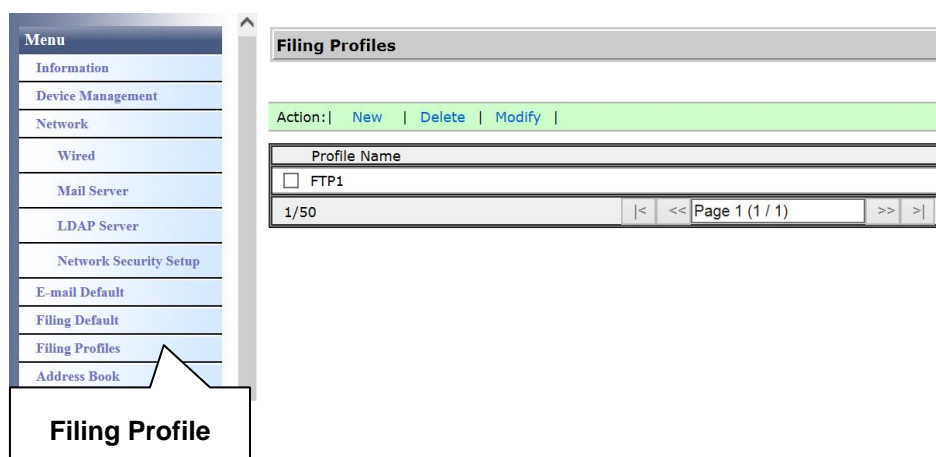 Menu
Information
Device Management
Network
Wired
Mail Server
LDAP Server
Network Security Setup
E-mail Default
Filing Default
Filing Profiles
Address Book
Filing Profile
Filing Profiles
Action:| New | Delete | Modify |
Profile Name
FTP1
1/50 |< << Page 1 (1 / 1) >> >|